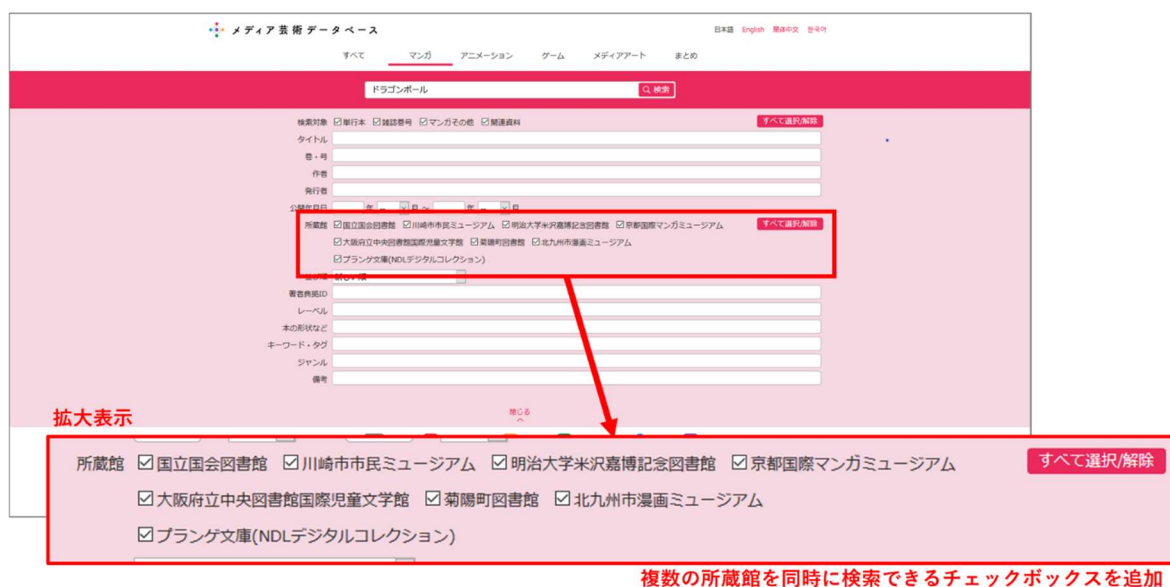 メディア芸術データベース
日本語 English 簡体中文 한국어
すべて マンガ アニメーション ゲーム メディアアート まとめ
ドラゴンボール 検索
検索対象 単行本 雑誌巻号 マンガその他 関連資料 すべて選択/解除
タイトル
巻・号
作者
発行者
公開年月日 年 -- 月 ～ 年 -- 月
所蔵館 国立国会図書館 川崎市市民ミュージアム 明治大学米沢嘉博記念図書館 京都国際マンガミュージアム すべて選択/解除
大阪府立中央図書館国際児童文学館 菊陽町図書館 北九州市漫画ミュージアム
プランゲ文庫(NDLデジタルコレクション)
著者典拠ID
レーベル
本の形状など
キーワード・タグ
ジャンル
備考
閉じる
拡大表示
所蔵館 国立国会図書館 川崎市市民ミュージアム 明治大学米沢嘉博記念図書館 京都国際マンガミュージアム すべて選択/解除
大阪府立中央図書館国際児童文学館 菊陽町図書館 北九州市漫画ミュージアム
プランゲ文庫(NDLデジタルコレクション)
複数の所蔵館を同時に検索できるチェックボックスを追加